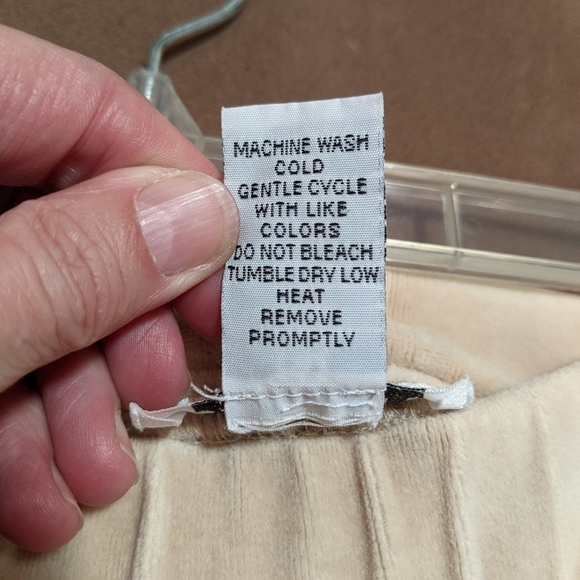 MACHINE WASH
COLD
GENTLE CYCLE
WITH LIKE
COLORS
DO NOT BLEACH
TUMBLE DRY LOW
HEAT
REMOVE
PROMPTLY